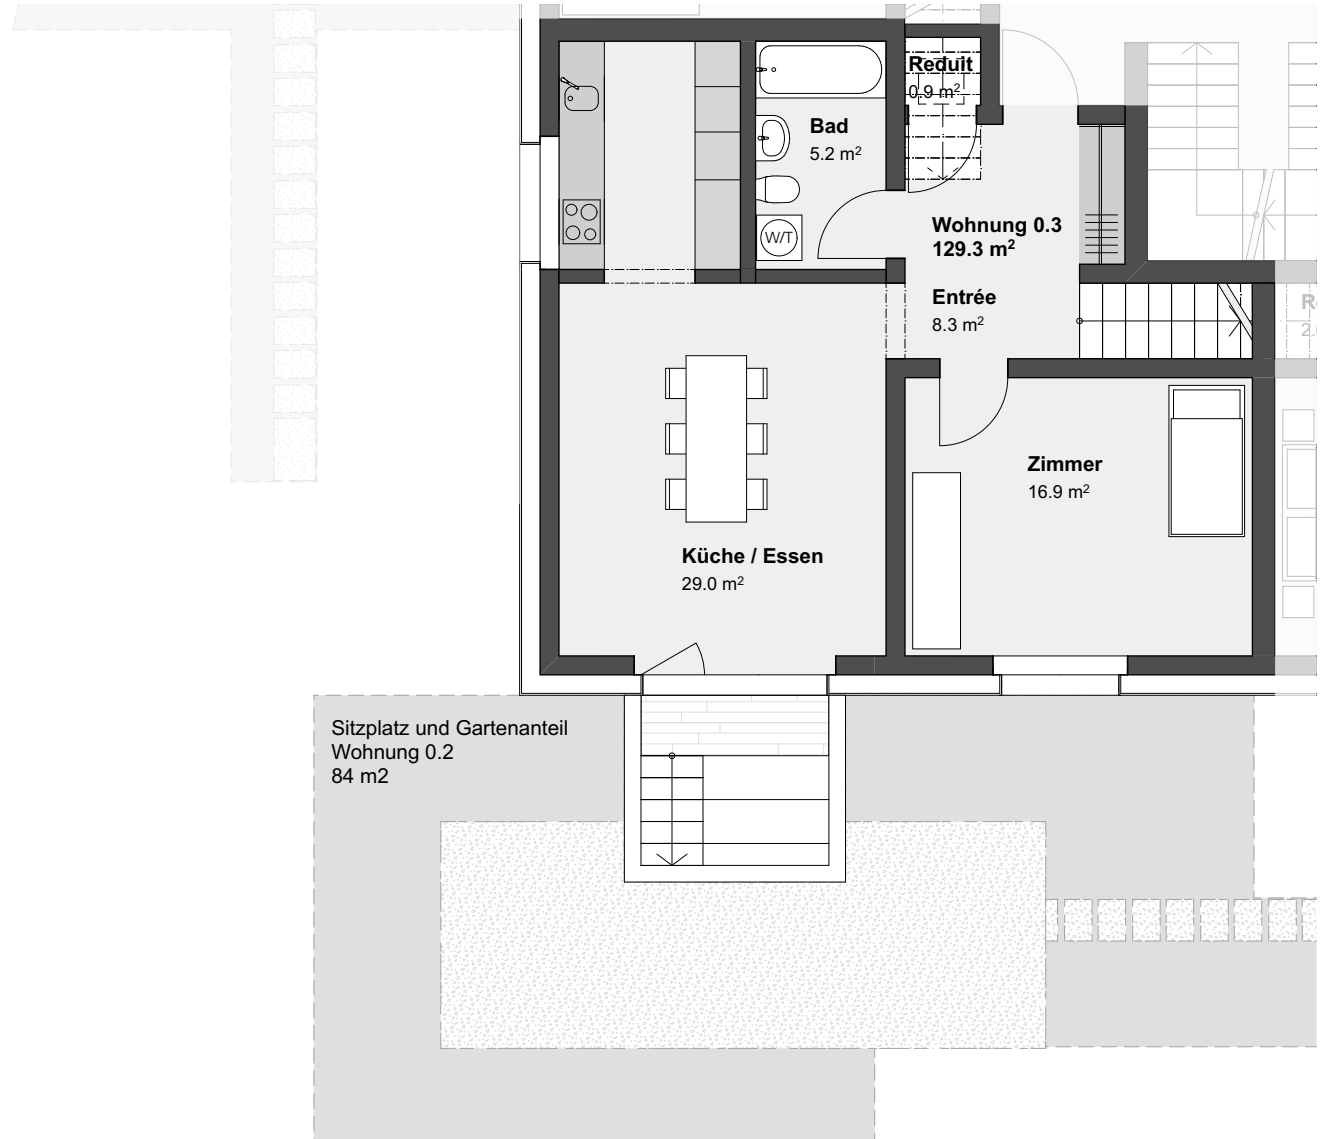 Reduit
0.9 m²
Bad
5.2 m²
W/T
Wohnung 0.3
129.3 m²
Entrée
8.3 m²
Zimmer
16.9 m²
Küche / Essen
29.0 m²
Sitzplatz und Gartenanteil
Wohnung 0.2
84 m2